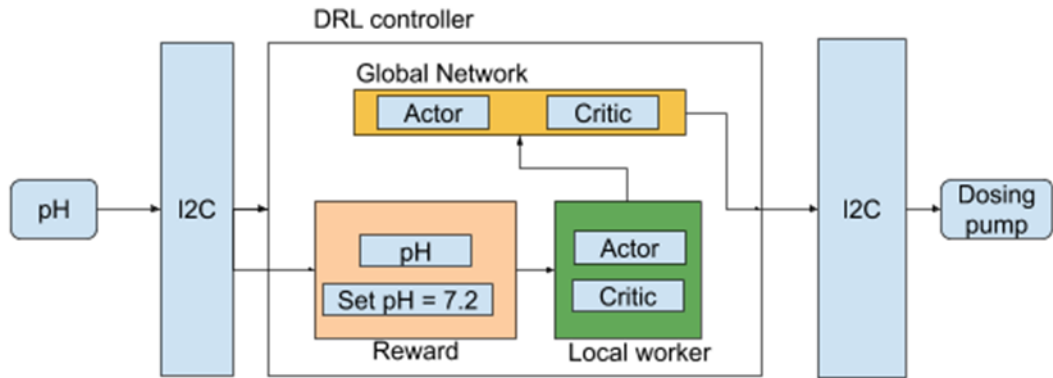 DRL controller
Global Network
Actor
Critic
pH
I2C
pH
Set pH = 7.2
Reward
Actor
Critic
Local worker
I2C
Dosing
pump